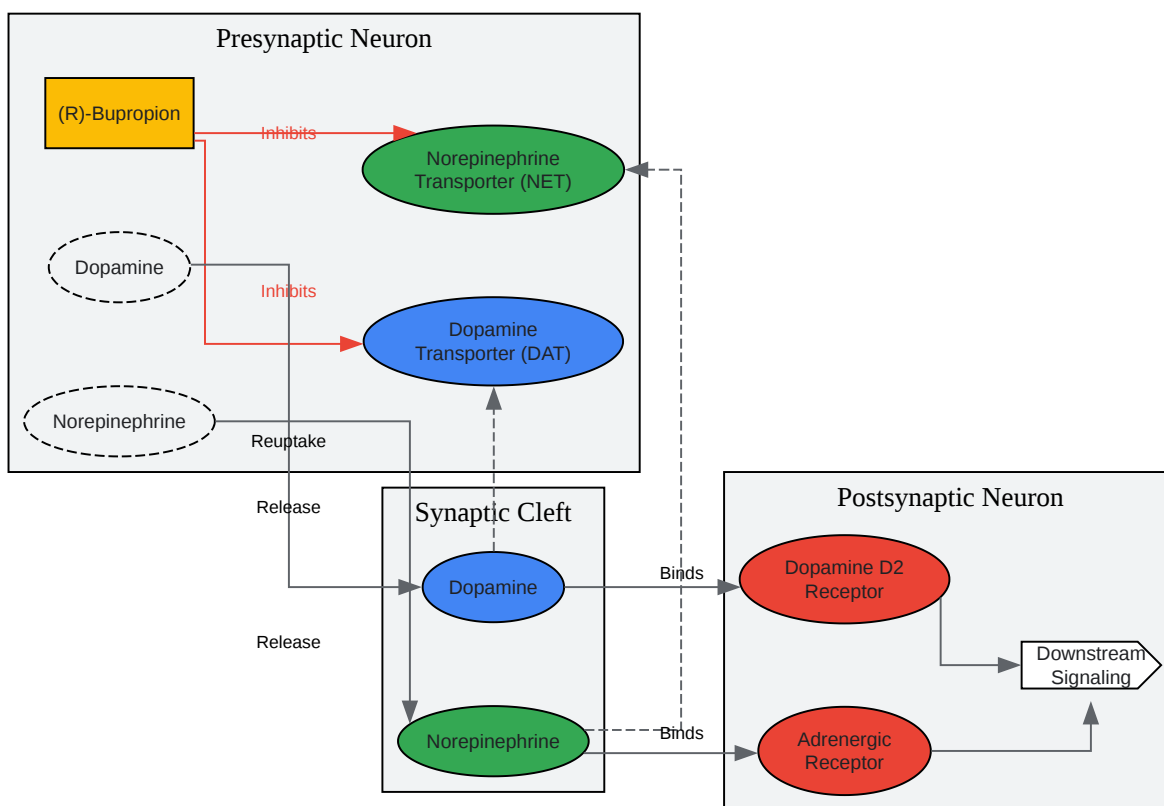 Presynaptic Neuron
(R)-Bupropion
Inhibits
Norepinephrine
Transporter (NET)
Dopamine
Inhibits
Dopamine
Transporter (DAT)
Norepinephrine
Reuptake
Release
Synaptic Cleft
Postsynaptic Neuron
Dopamine
Binds
Dopamine D2
Receptor
Release
Downstream
Signaling
Norepinephrine
Binds
Adrenergic
Receptor